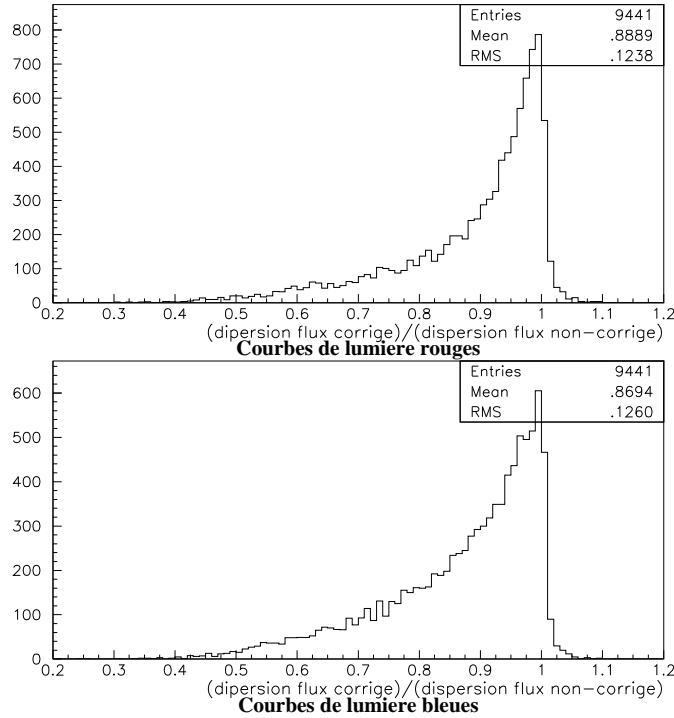 Entries 9441
Mean .8889
RMS .1238
800
700
600
500
400
300
200
100
0
0.2 0.3 0.4 0.5 0.6 0.7 0.8 0.9 1 1.1 1.2
(dipersion flux corrige)/(dispersion flux non-corrige)
Courbes de lumiere rouges
Entries 9441
Mean .8694
RMS .1260
600
500
400
300
200
100
0
0.2 0.3 0.4 0.5 0.6 0.7 0.8 0.9 1 1.1 1.2
(dipersion flux corrige)/(dispersion flux non-corrige)
Courbes de lumiere bleues